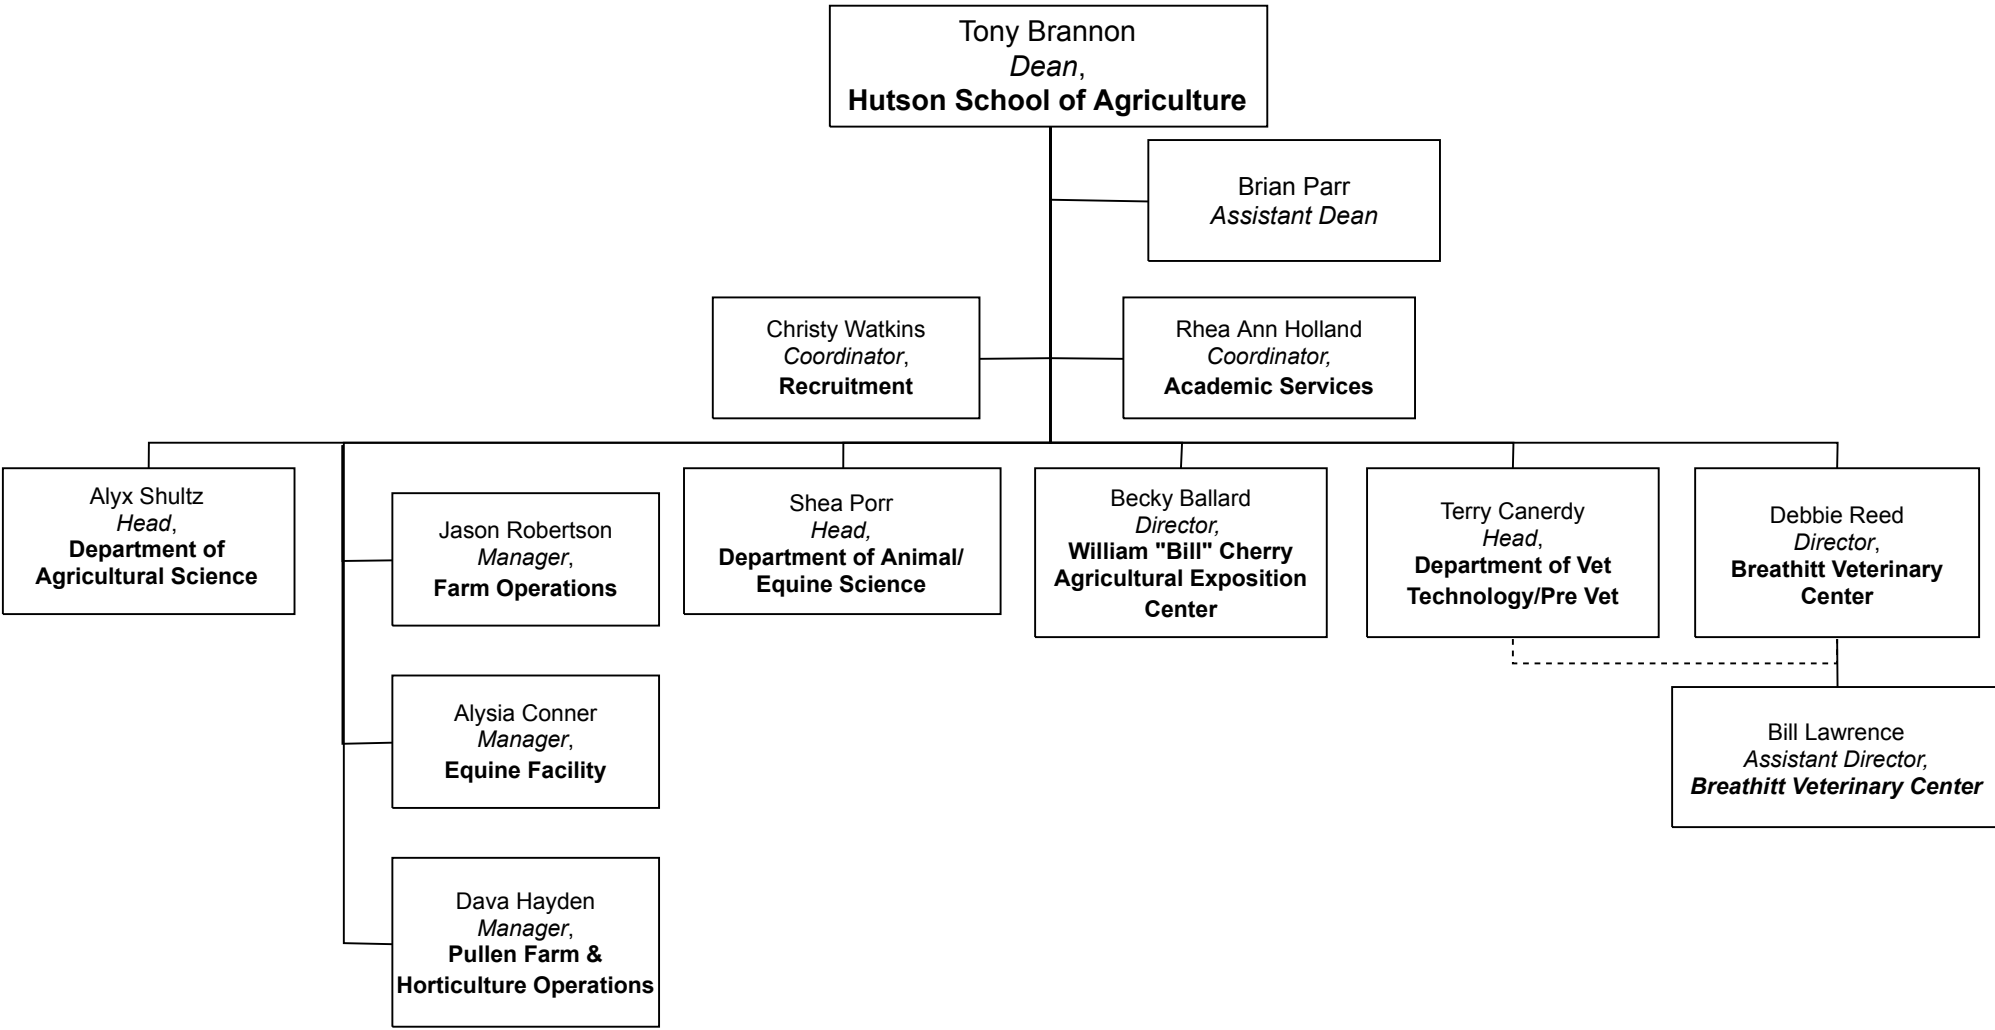 Tony Brannon
Dean,
Hutson School of Agriculture
Brian Parr
Assistant Dean
Christy Watkins
Coordinator,
Recruitment
Rhea Ann Holland
Coordinator,
Academic Services
Alyx Shultz
Head,
Department of
Agricultural Science
Jason Robertson
Manager,
Farm Operations
Shea Porr
Head,
Department of Animal/
Equine Science
Becky Ballard
Director,
William "Bill" Cherry
Agricultural Exposition
Center
Terry Canerdy
Head,
Department of Vet
Technology/Pre Vet
Debbie Reed
Director,
Breathitt Veterinary
Center
Alysia Conner
Manager,
Equine Facility
Bill Lawrence
Assistant Director,
Breathitt Veterinary Center
Dava Hayden
Manager,
Pullen Farm &
Horticulture Operations